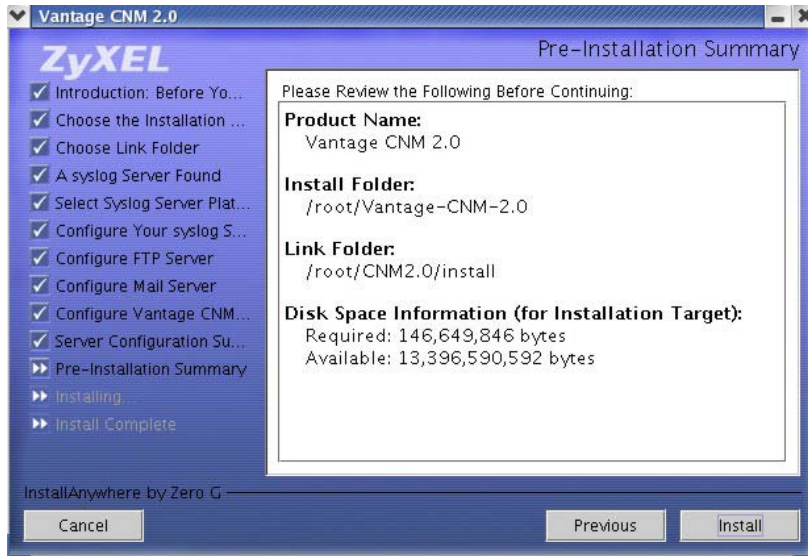 Vantage CNM 2.0
ZyXEL
Pre-Installation Summary
Introduction: Before Yo...
Choose the Installation ...
Choose Link Folder
A syslog Server Found
Select Syslog Server Plat...
Configure Your syslog S...
Configure FTP Server
Configure Mail Server
Configure Vantage CNM...
Server Configuration Su...
Pre-Installation Summary
Installing...
Install Complete
Please Review the Following Before Continuing:
Product Name:
Vantage CNM 2.0
Install Folder:
/root/Vantage-CNM-2.0
Link Folder:
/root/CNM2.0/install
Disk Space Information (for Installation Target):
Required: 146,649,846 bytes
Available: 13,396,590,592 bytes
InstallAnywhere by Zero G
Cancel
Previous
Install